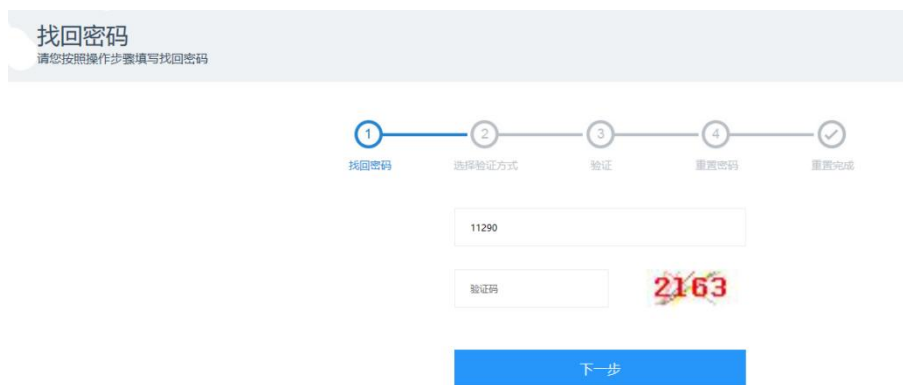 找回密码
请您按照操作步骤填写找回密码
1 2 3 4
找回密码 选择验证方式 验证 重置密码 重置完成
11290
验证码 2163
下一步